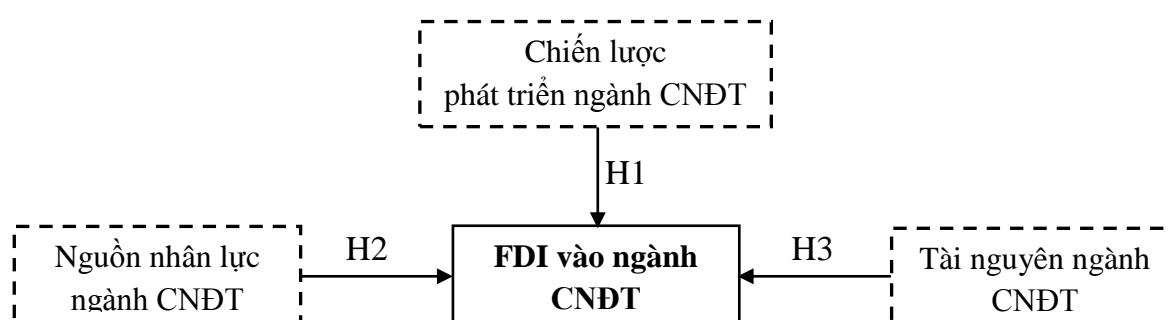 Chiến lược
phát triển ngành CNĐT
H1
Nguồn nhân lực
ngành CNĐT
H2
FDI vào ngành
CNĐT
H3
Tài nguyên ngành
CNĐT